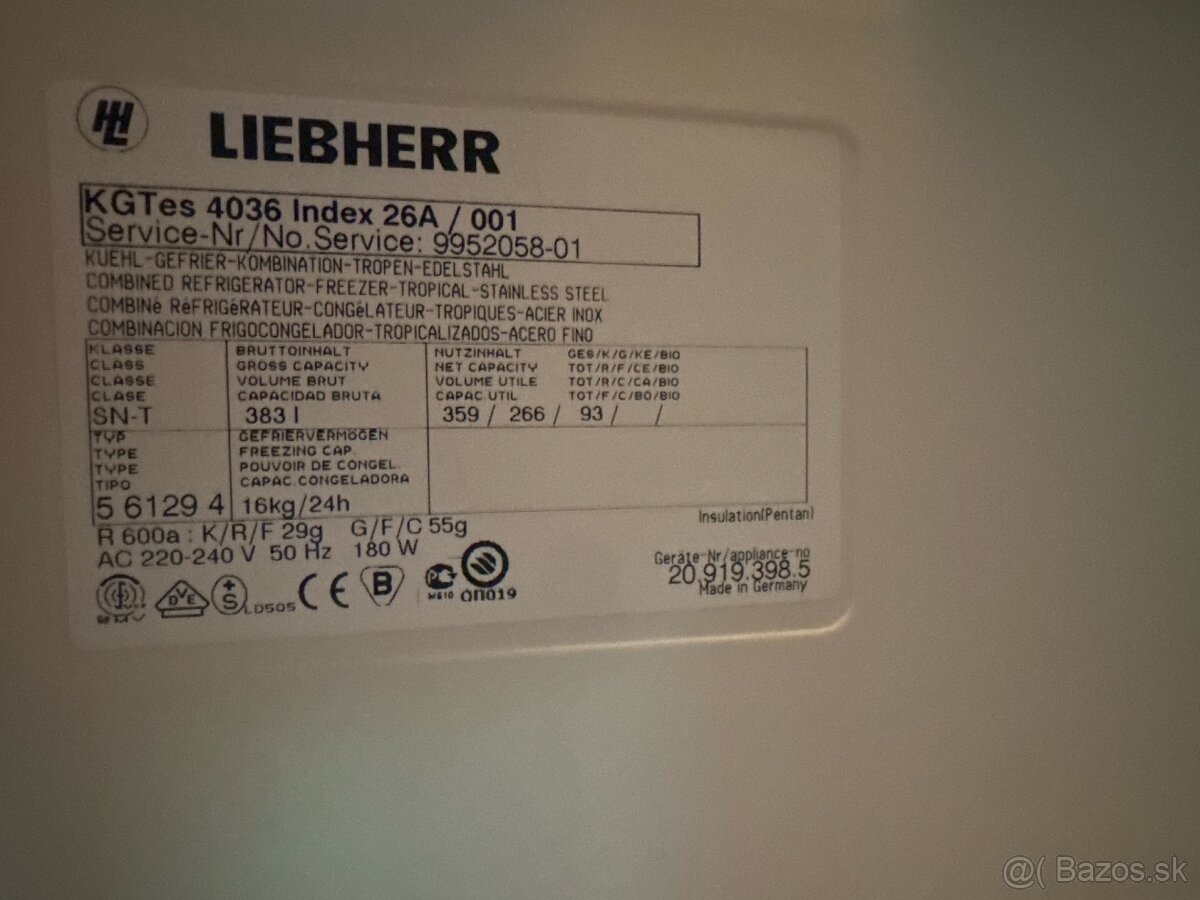 LIEBHERR
KGTes 4036 Index 26A / 001
Service-Nr/No.Service: 9952058-01
KUEHL-GEFRIER-KOMBINATION-TROPEN-EDELSTAHL
COMBINED REFRIGERATOR-FREEZER-TROPICAL-STAINLESS STEEL
COMBINé RéFRIGéRATEUR-CONGéLATEUR-TROPIQUES-ACIER INOX
COMBINACION FRIGOCONGELADOR-TROPICALIZADOS-ACERO FINO
KLASSE BRUTTOINHALT NUTZINHALT GES/K/G/KE/BIO
CLASS GROSS CAPACITY NET CAPACITY TOT/R/F/CE/BIO
CLASSE VOLUME BRUT VOLUME UTILE TOT/R/C/CA/BIO
CLASE CAPACIDAD BRUTA CAPAC.UTIL TOT/F/C/BO/BIO
SN-T 383 l 359 / 266 / 93 / /
TYP GEFRIERVERMÖGEN
TYPE FREEZING CAP.
TYPE POUVOIR DE CONGEL.
TIPO CAPAC.CONGELADORA
5 6129 4 16kg/24h
Insulation(Pentan)
R 600a : K/R/F 29g G/F/C 55g
AC 220-240 V 50 Hz 180 W
Geräte-Nr/appliance-no
20.919.398.5
Made in Germany
DVE +S LD505 CE B PC ME10 ОП019
@( Bazos.sk